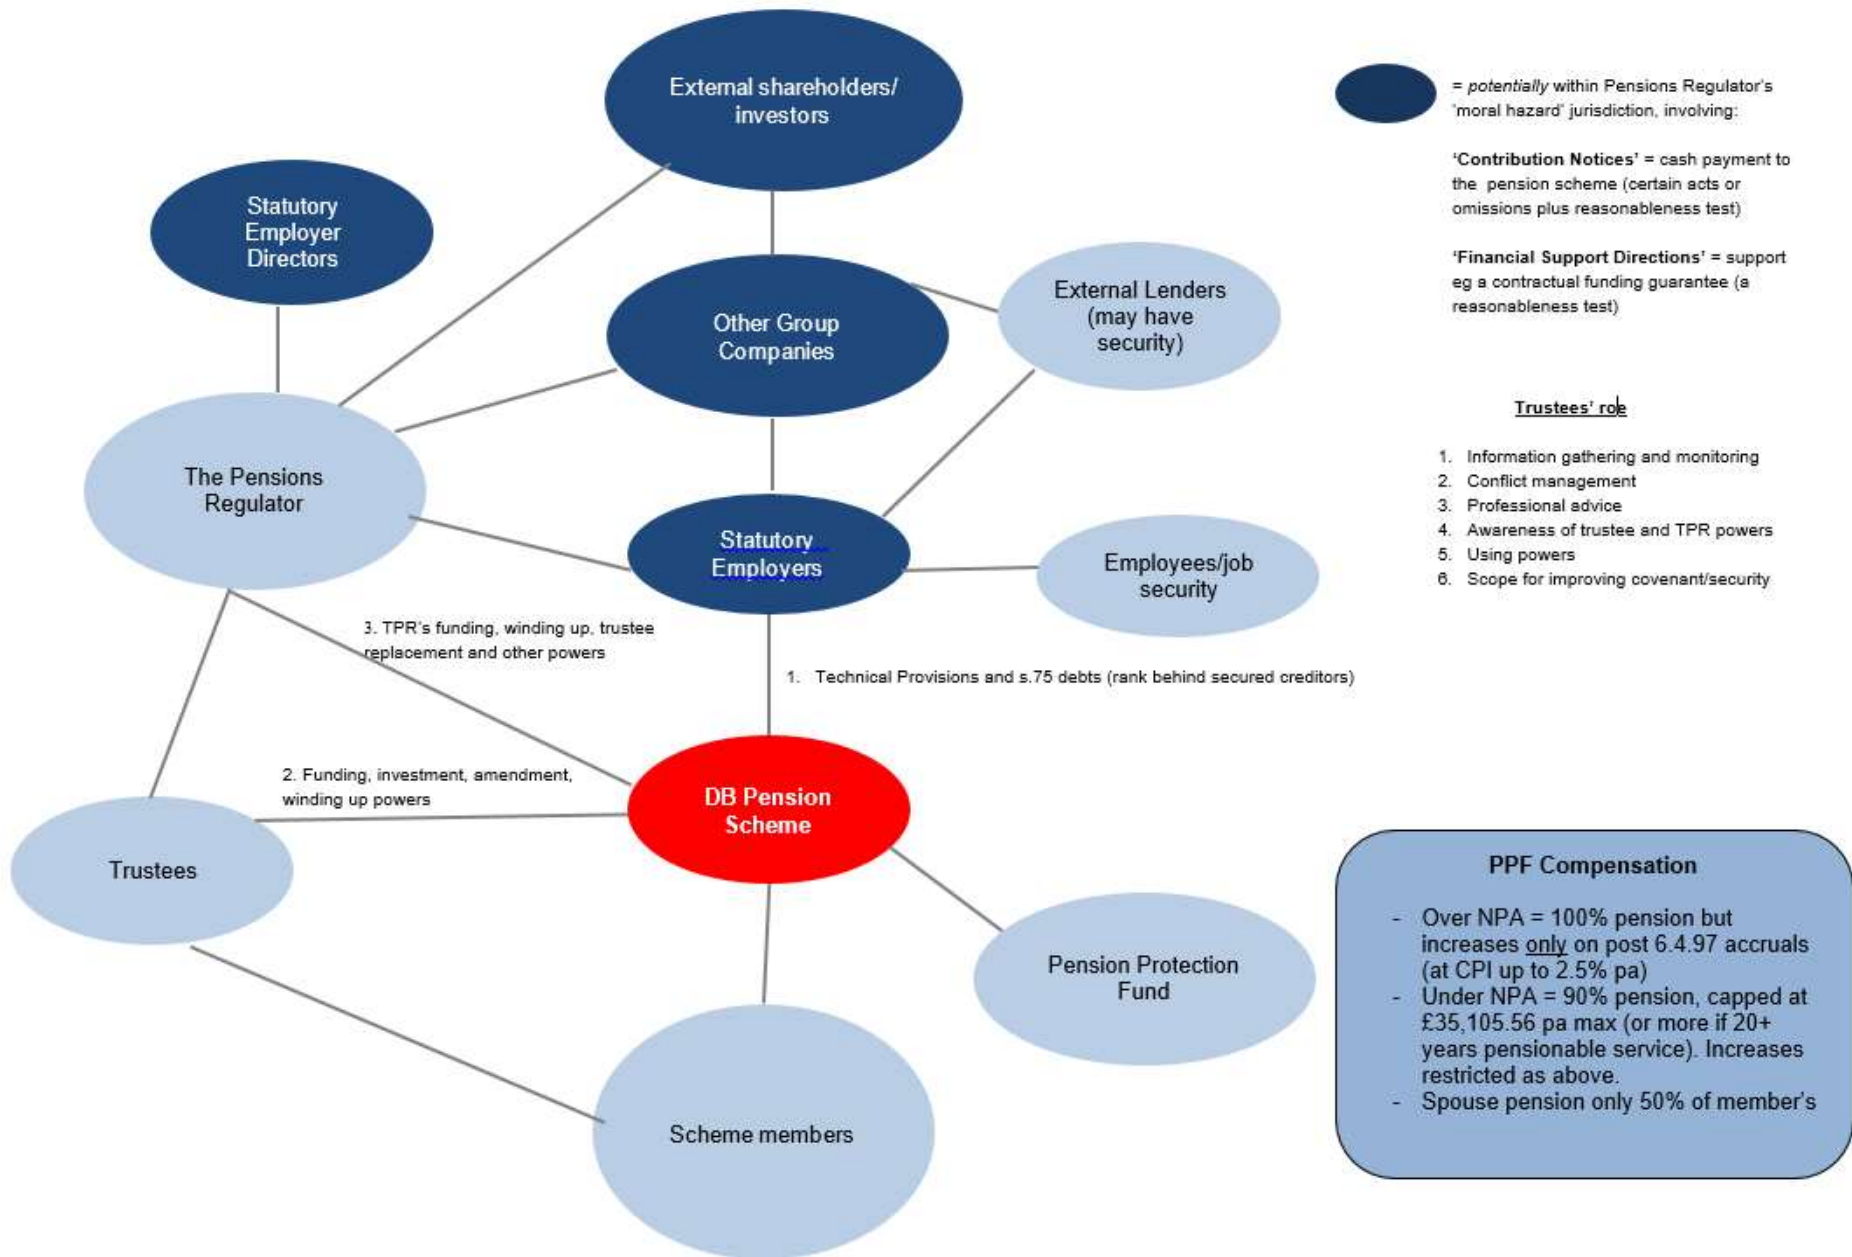 External shareholders/
investors
Statutory
Employer
Directors
Other Group
Companies
External Lenders
(may have
security)
The Pensions
Regulator
Statutory
Employers
Employees/job
security
3. TPR's funding, winding up, trustee
replacement and other powers
1. Technical Provisions and s.75 debts (rank behind secured creditors)
2. Funding, investment, amendment,
winding up powers
DB Pension
Scheme
Trustees
Pension Protection
Fund
Scheme members
= potentially within Pensions Regulator's
'moral hazard' jurisdiction, involving:
'Contribution Notices' = cash payment to
the pension scheme (certain acts or
omissions plus reasonableness test)
'Financial Support Directions' = support
eg a contractual funding guarantee (a
reasonableness test)
Trustees' role
1. Information gathering and monitoring
2. Conflict management
3. Professional advice
4. Awareness of trustee and TPR powers
5. Using powers
6. Scope for improving covenant/security
PPF Compensation
- Over NPA = 100% pension but
increases only on post 6.4.97 accruals
(at CPI up to 2.5% pa)
- Under NPA = 90% pension, capped at
£35,105.56 pa max (or more if 20+
years pensionable service). Increases
restricted as above.
- Spouse pension only 50% of member's